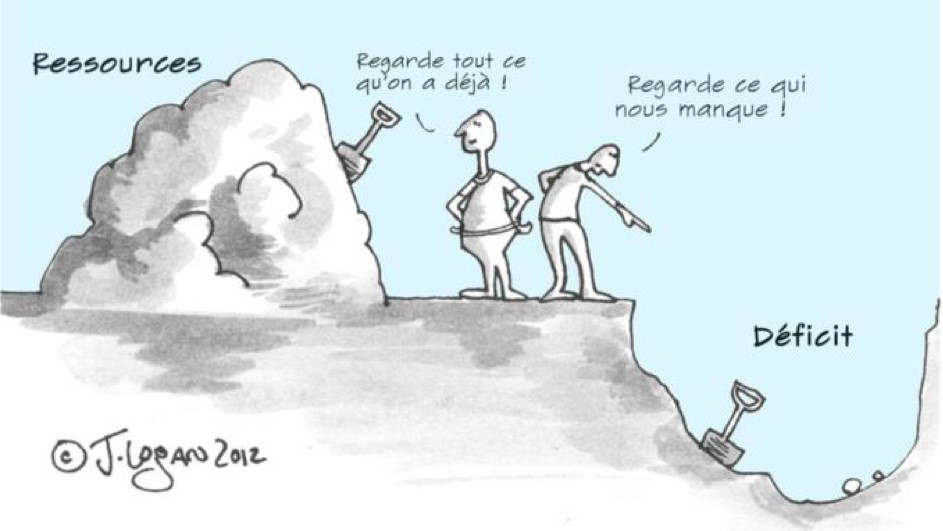 Ressources
Regarde tout ce
qu'on a déjà !
Regarde ce qui
nous manque !
Déficit
© J. Logan 2012